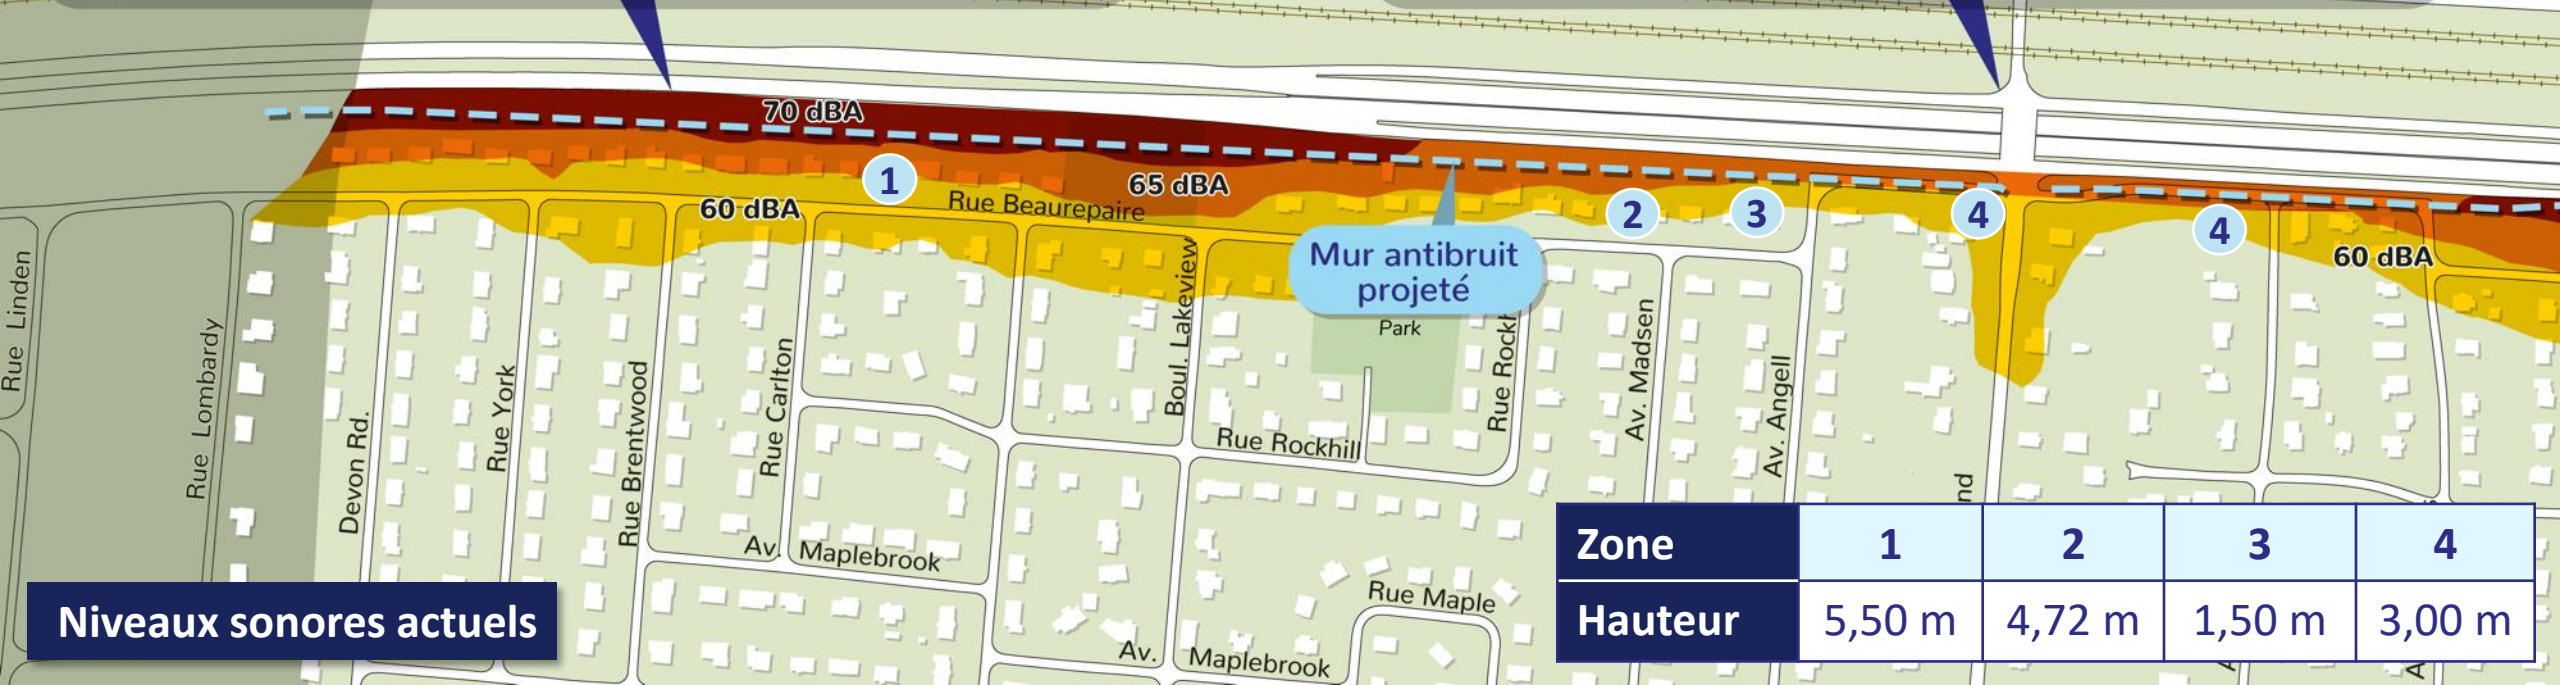 70 dBA
1
65 dBA
60 dBA
Rue Beaurepaire
2
3
4
4
Mur antibruit
projeté
60 dBA
Park
Rue Linden
Rue Lombardy
Devon Rd.
Rue York
Rue Brentwood
Rue Carlton
Boul. Lakeview
Rue Rockhill
Av. Madsen
Av. Angell
Av. Maplebrook
Rue Maple
Av. Maplebrook
Zone 1 2 3 4
Hauteur 5,50 m 4,72 m 1,50 m 3,00 m
Niveaux sonores actuels